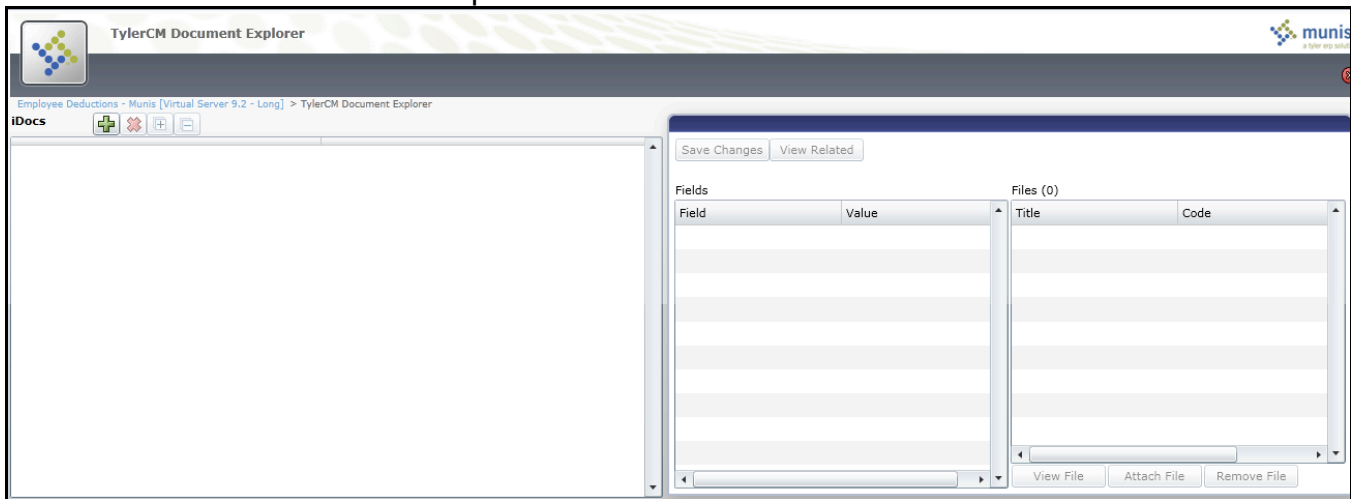 TylerCM Document Explorer
munis
a tyler erp solut
Employee Deductions - Munis [Virtual Server 9.2 - Long] > TylerCM Document Explorer
iDocs
Save Changes View Related
Fields Files (0)
Field Value Title Code
View File Attach File Remove File